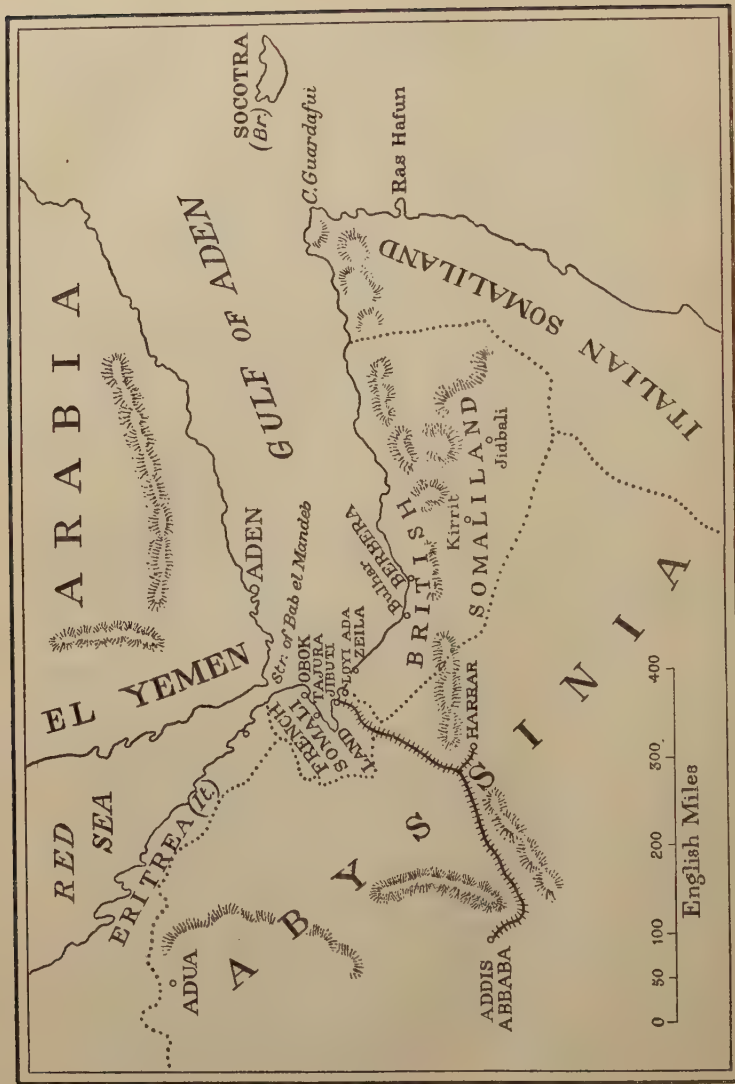 RED
SEA
EL YEMEN
ARABIA
ADEN
GULF OF ADEN
SOCOTRA
(Br.)
C. Guardafui
Ras Hafun
Str. of Bab el Mandeb
ERITREA (It.)
ADUA
FRENCH
SOMALI
LAND
OBOK
TAJURA
JIBUTI
LOYI ADA
ZEILA
Bulhar
BERBERA
BRITISH
SOMALILAND
Kirrit
Jidbali
ITALIAN SOMALILAND
HARRAR
ABYSSINIA
ADDIS
ABBABA
0 50 100 200 300 400
English Miles